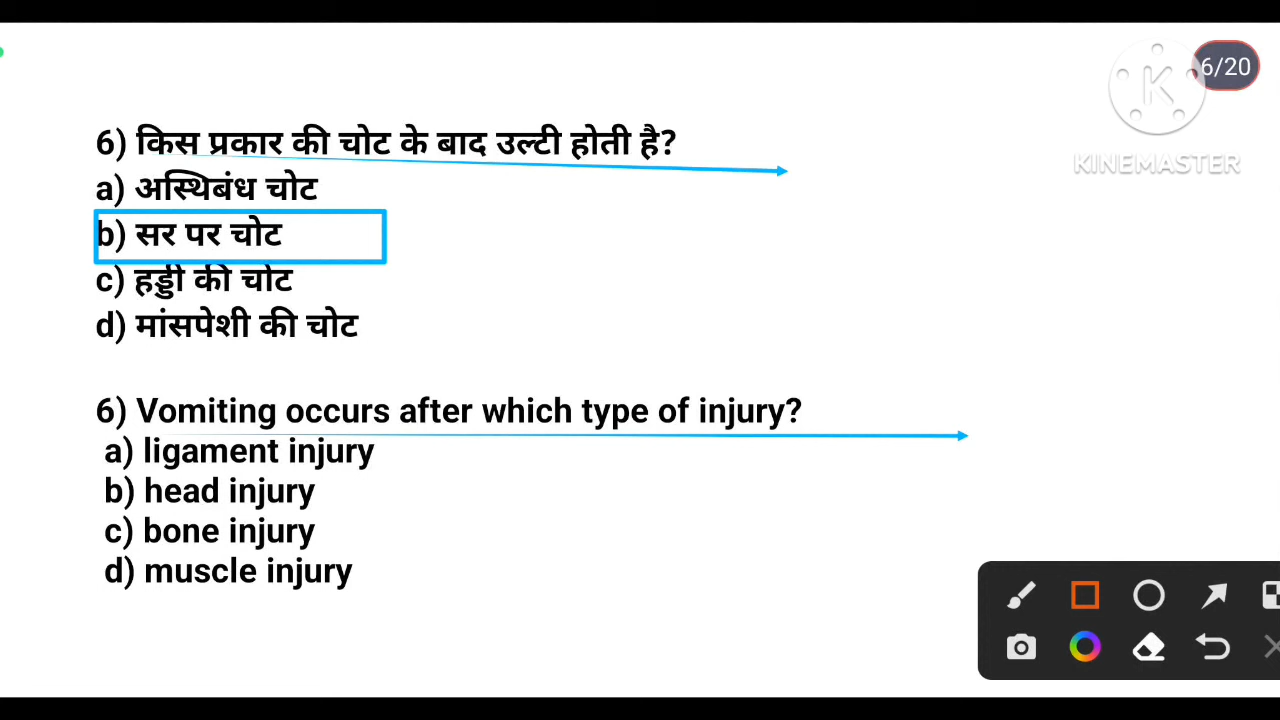 6/20
KINEMASTER
6) किस प्रकार की चोट के बाद उल्टी होती है?
a) अस्थिबंध चोट
b) सर पर चोट
c) हड्डी की चोट
d) मांसपेशी की चोट
6) Vomiting occurs after which type of injury?
a) ligament injury
b) head injury
c) bone injury
d) muscle injury